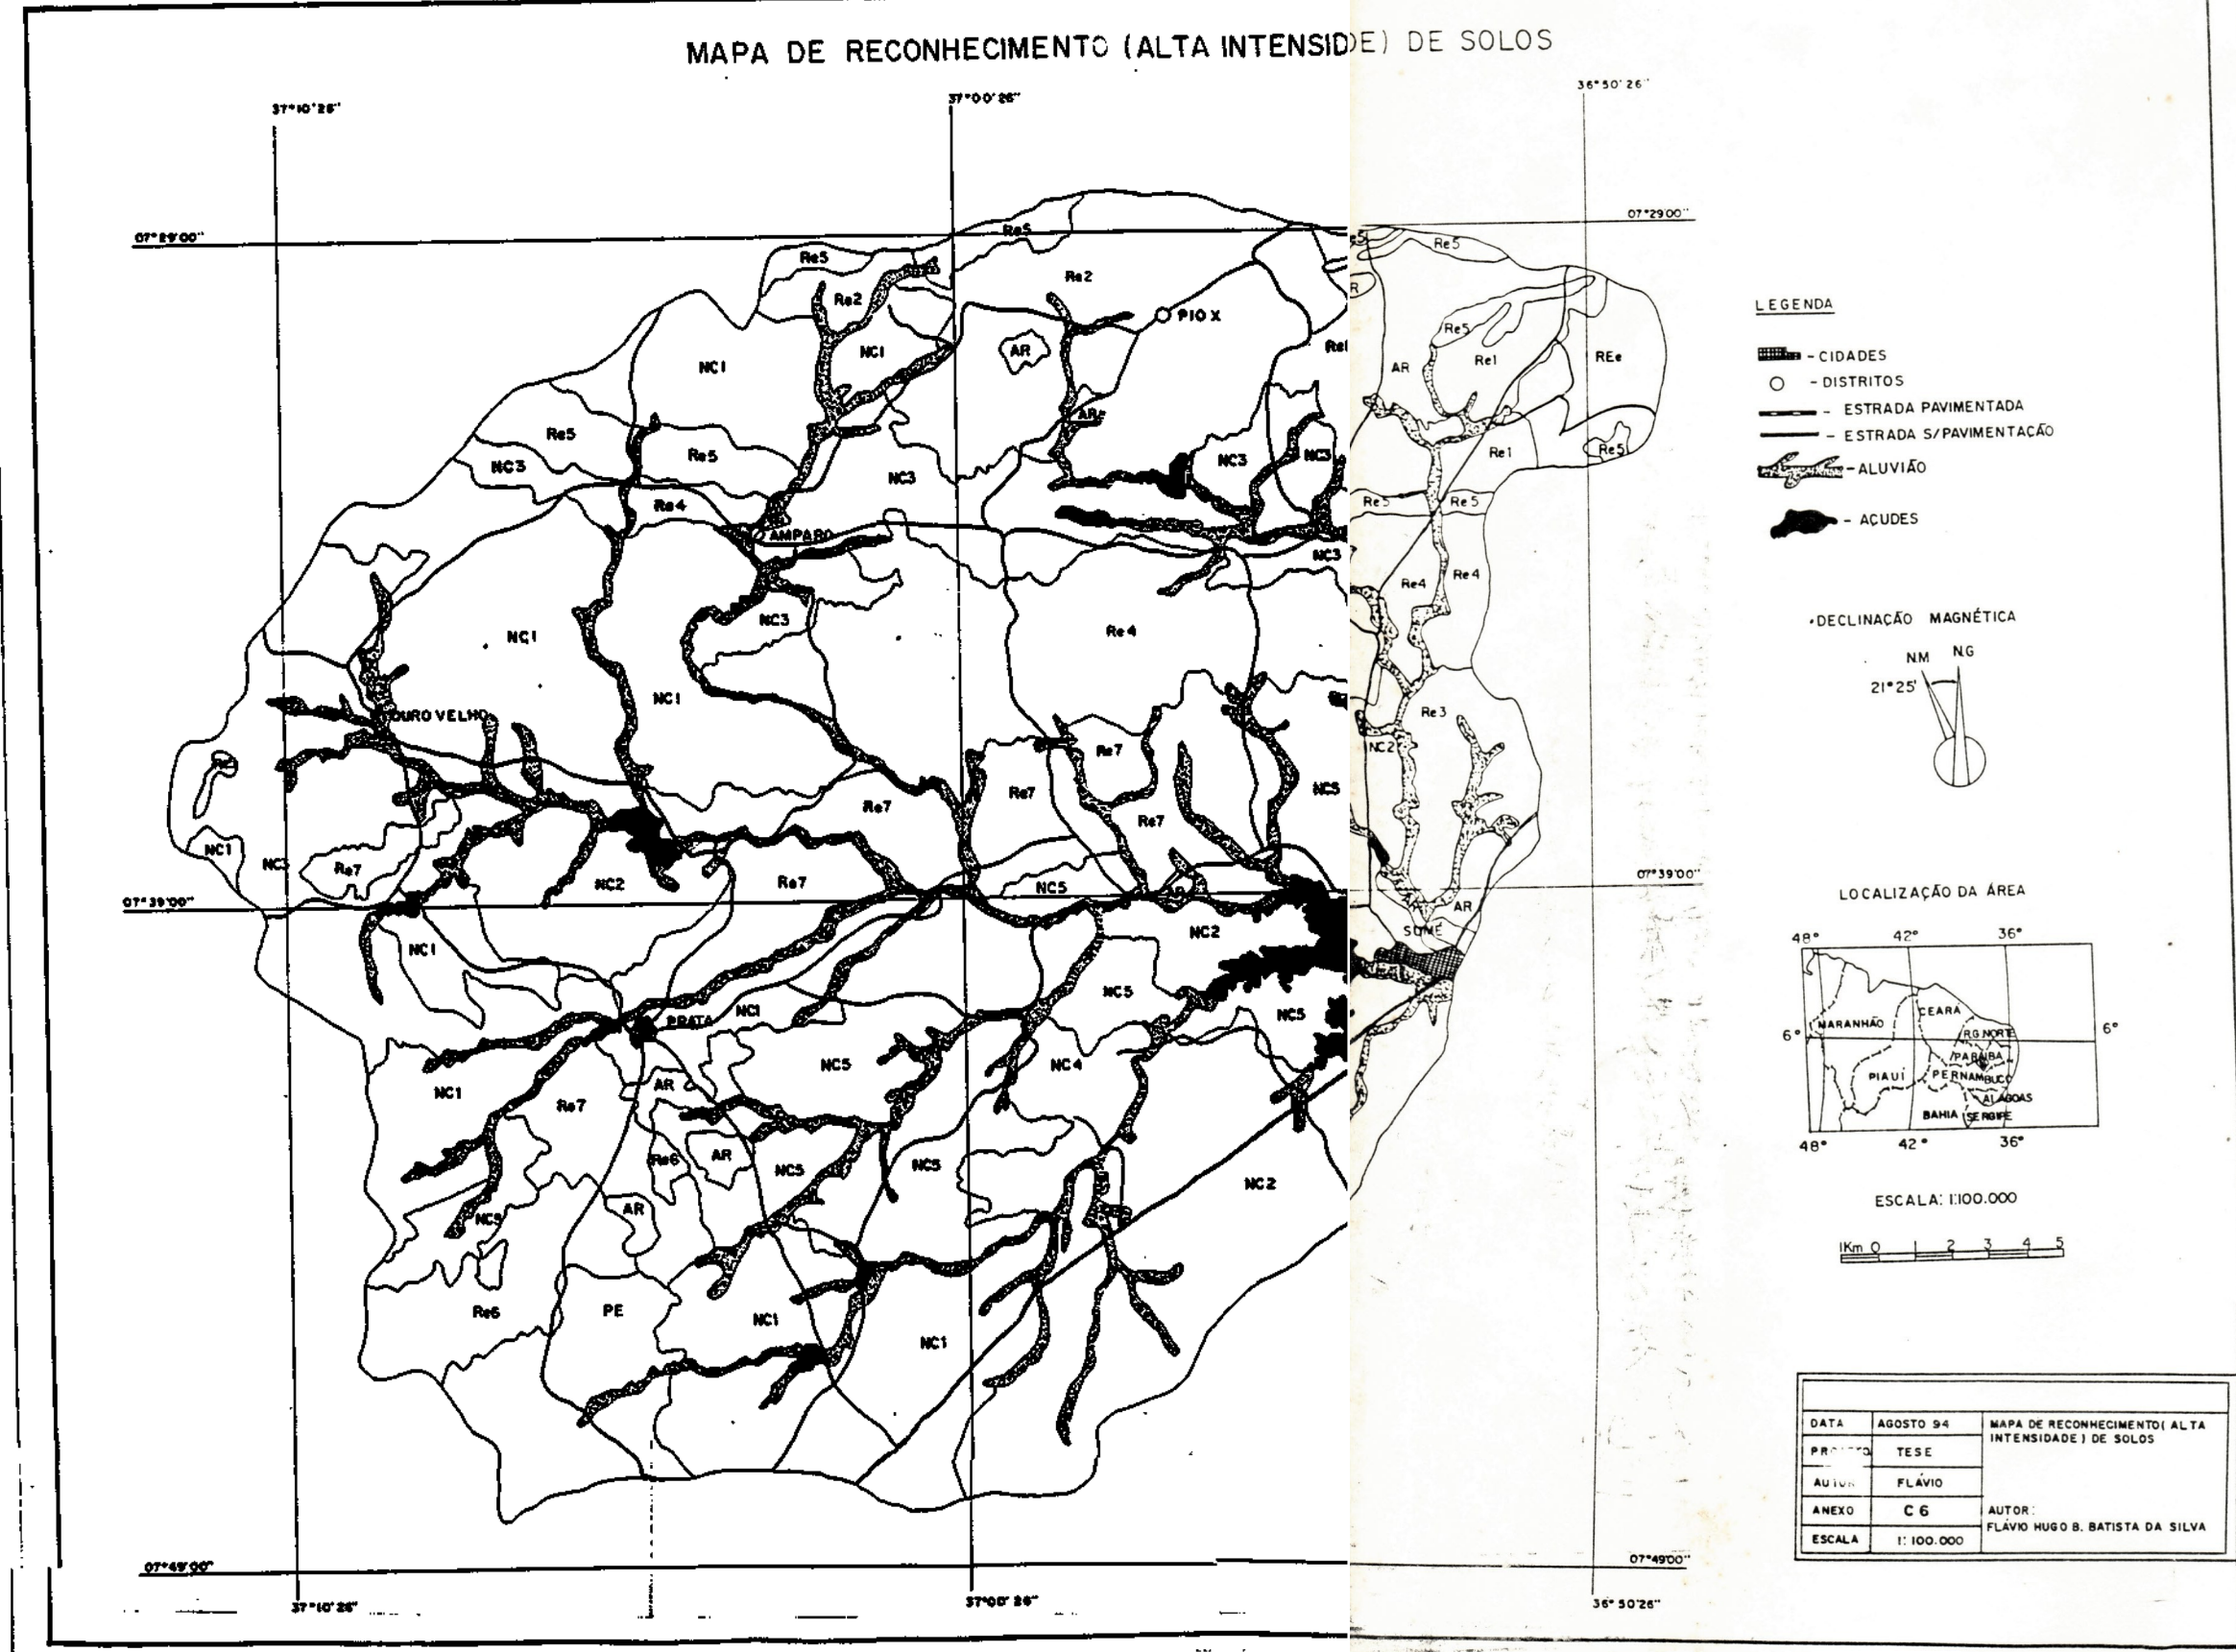 MAPA DE RECONHECIMENTO (ALTA INTENSIDDE) DE SOLOS
37°10'26"
37°00'26"
36°50'26"
07°29'00"
07°29'00"
Re5
Re5
Re5
Re5
Re2
Re2
PIO X
NC1
NC1
AR
Re1
R
AR
Re5
Re1
REe
AR
Re5
NC3
Re5
NC3
NC3
NC3
Re1
Re5
Re4
Re5
Re5
AMPARO
NC3
Re4
Re4
NC1
NC3
Re4
NC1
OURO VELHO
Re3
NC2
Re7
Re7
Re7
Re7
NC5
NC1
Re7
NC2
Re7
NC5
07°39'00"
07°39'00"
AR
NC1
NC2
SUMÉ
NC5
NC1
PRATA
NC5
NC5
NC4
NC1
Re7
AR
Re6
AR
NC5
NC5
NC2
NC5
AR
Re6
PE
NC1
NC1
07°49'00"
07°49'00"
37°10'26"
37°00'26"
36°50'26"
LEGENDA
- CIDADES
- DISTRITOS
- ESTRADA PAVIMENTADA
- ESTRADA S/PAVIMENTAÇÃO
- ALUVIÃO
- AÇUDES
DECLINAÇÃO MAGNÉTICA
N.M N.G
21°25'
LOCALIZAÇÃO DA ÁREA
48° 42° 36°
MARANHÃO
CEARA
R.G. NORTE
6° 6°
PARAIBA
PIAUÍ
PERNAMBUCO
ALAGOAS
BAHIA
SERGIPE
48° 42° 36°
ESCALA: 1:100.000
1Km 0 1 2 3 4 5
DATA AGOSTO 94 MAPA DE RECONHECIMENTO( ALTA
INTENSIDADE ) DE SOLOS
TESE
FLÁVIO
ANEXO C 6 AUTOR:
FLÁVIO HUGO B. BATISTA DA SILVA
ESCALA 1: 100.000